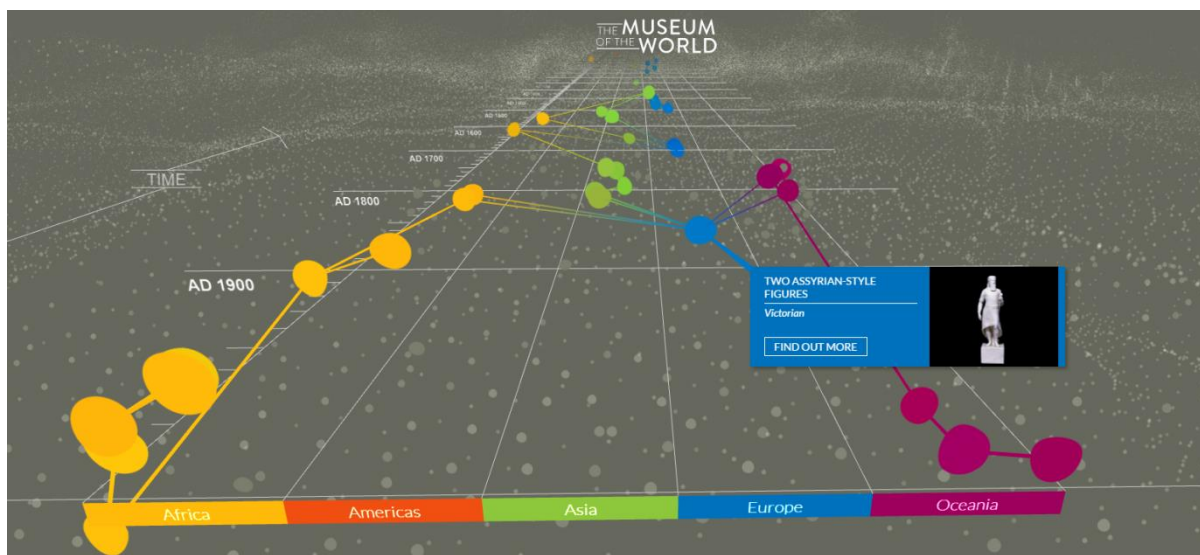 THE MUSEUM
OF THE WORLD
AD 1600
AD 1700
TIME
AD 1800
AD 1900
TWO ASSYRIAN-STYLE
FIGURES
Victorian
FIND OUT MORE
Africa
Americas
Asia
Europe
Oceania